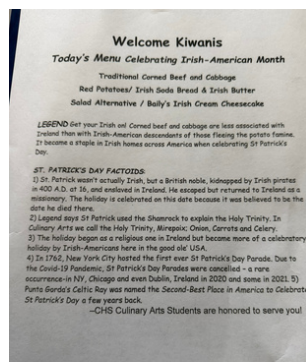 Welcome Kiwanis
Today's Menu Celebrating Irish-American Month
Traditional Corned Beef and Cabbage
Red Potatoes/ Irish Soda Bread & Irish Butter
Salad Alternative / Baily's Irish Cream Cheesecake
LEGEND Get your Irish on! Corned beef and cabbage are less associated with
Ireland than with Irish-American descendants of those fleeing the potato famine.
It became a staple in Irish homes across America when celebrating St Patrick's
Day.
ST. PATRICK'S DAY FACTOIDS:
1) St. Patrick wasn't actually Irish, but a British noble, kidnapped by Irish pirates
in 400 A.D. at 16, and enslaved in Ireland. He escaped but returned to Ireland as a
missionary. The holiday is celebrated on this date because it was believed to be the
date he died there.
2) Legend says St Patrick used the Shamrock to explain the Holy Trinity. In
Culinary Arts we call the Holy Trinity, Mirepoix; Onion, Carrots and Celery.
3) The holiday began as a religious one in Ireland but become more of a celebratory
holiday by Irish-Americans here in the good ole' USA.
4) In 1762, New York City hosted the first ever St Patrick's Day Parade. Due to
the Covid-19 Pandemic, St Patrick's Day Parades were cancelled - a rare
occurrence-in NY, Chicago and even Dublin, Ireland in 2020 and some in 2021. 5)
Punta Gorda's Celtic Ray was named the Second-Best Place in America to Celebrate
St Patrick's Day a few years back.
~CHS Culinary Arts Students are honored to serve you!